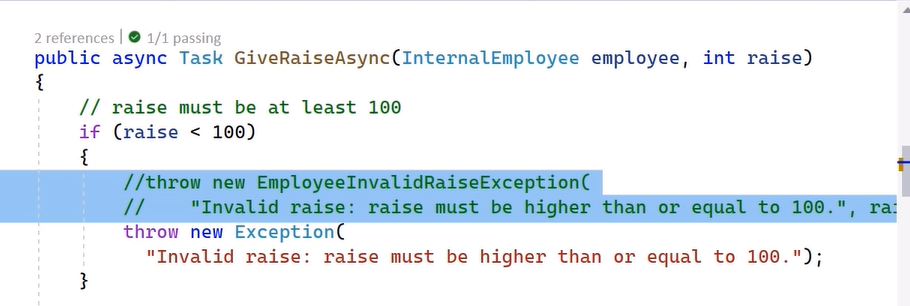 2 references | 1/1 passing
public async Task GiveRaiseAsync(InternalEmployee employee, int raise)
{
// raise must be at least 100
if (raise < 100)
{
//throw new EmployeeInvalidRaiseException(
//    "Invalid raise: raise must be higher than or equal to 100.",
throw new Exception(
"Invalid raise: raise must be higher than or equal to 100.");
}